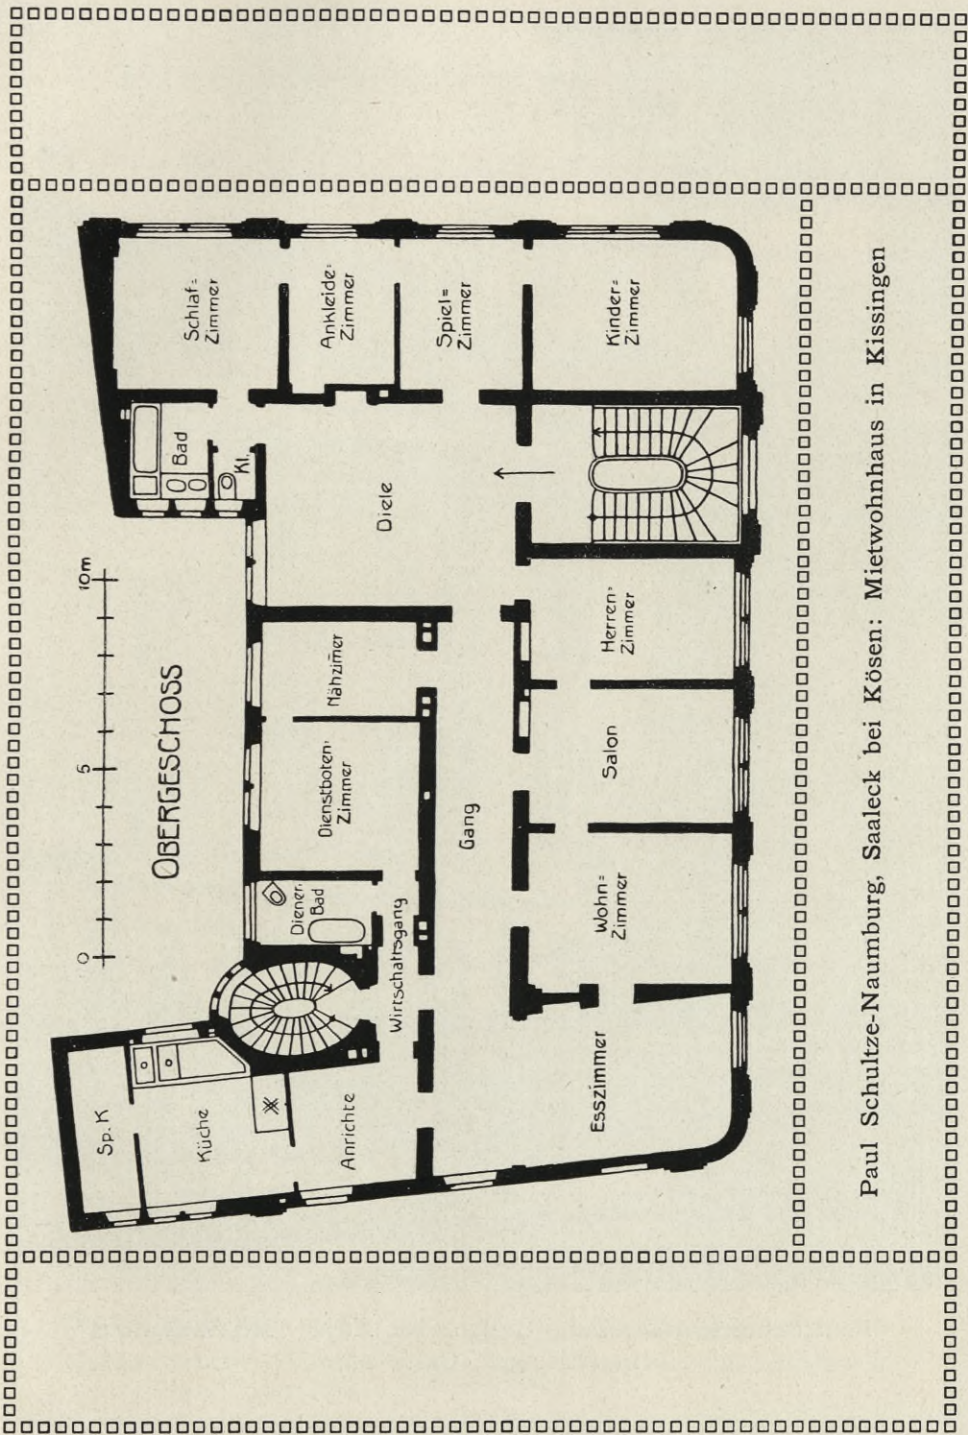 OBERGESCHOSS
0 5 10m
Sp. K
Küche
Anrichte
Diener-
Bad
Wirtschaftsgang
Dienstboten-
Zimmer
Nähzim̄er
Bad
Kl.
Schlaf=
Zimmer
Ankleide=
Zimmer
Spiel=
Zimmer
Kinder=
Zimmer
Diele
Gang
Esszimmer
Wohn=
Zimmer
Salon
Herren-
Zimmer
Paul Schultze-Naumburg, Saaleck bei Kösen: Mietwohnhaus in Kissingen